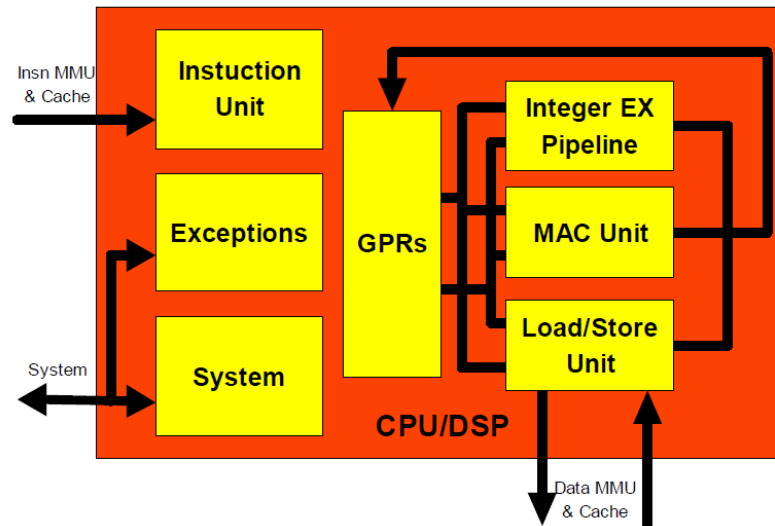 Insn MMU
& Cache
Instuction
Unit
Integer EX
Pipeline
Exceptions
GPRs
MAC Unit
System
System
Load/Store
Unit
CPU/DSP
Data MMU
& Cache